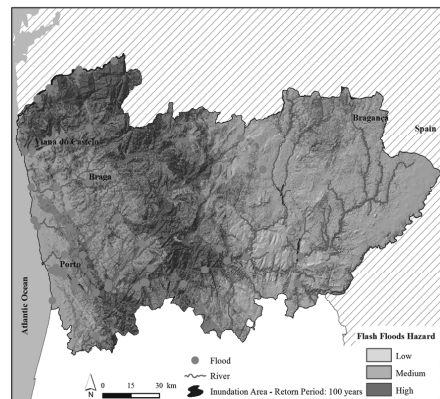 Bragança
Spain
Viana do Castelo
Braga
Porto
Atlantic Ocean
Flash Floods Hazard
Flood
Low
River
Medium
N
0 15 30 km
Inundation Area - Retorn Period: 100 years
High